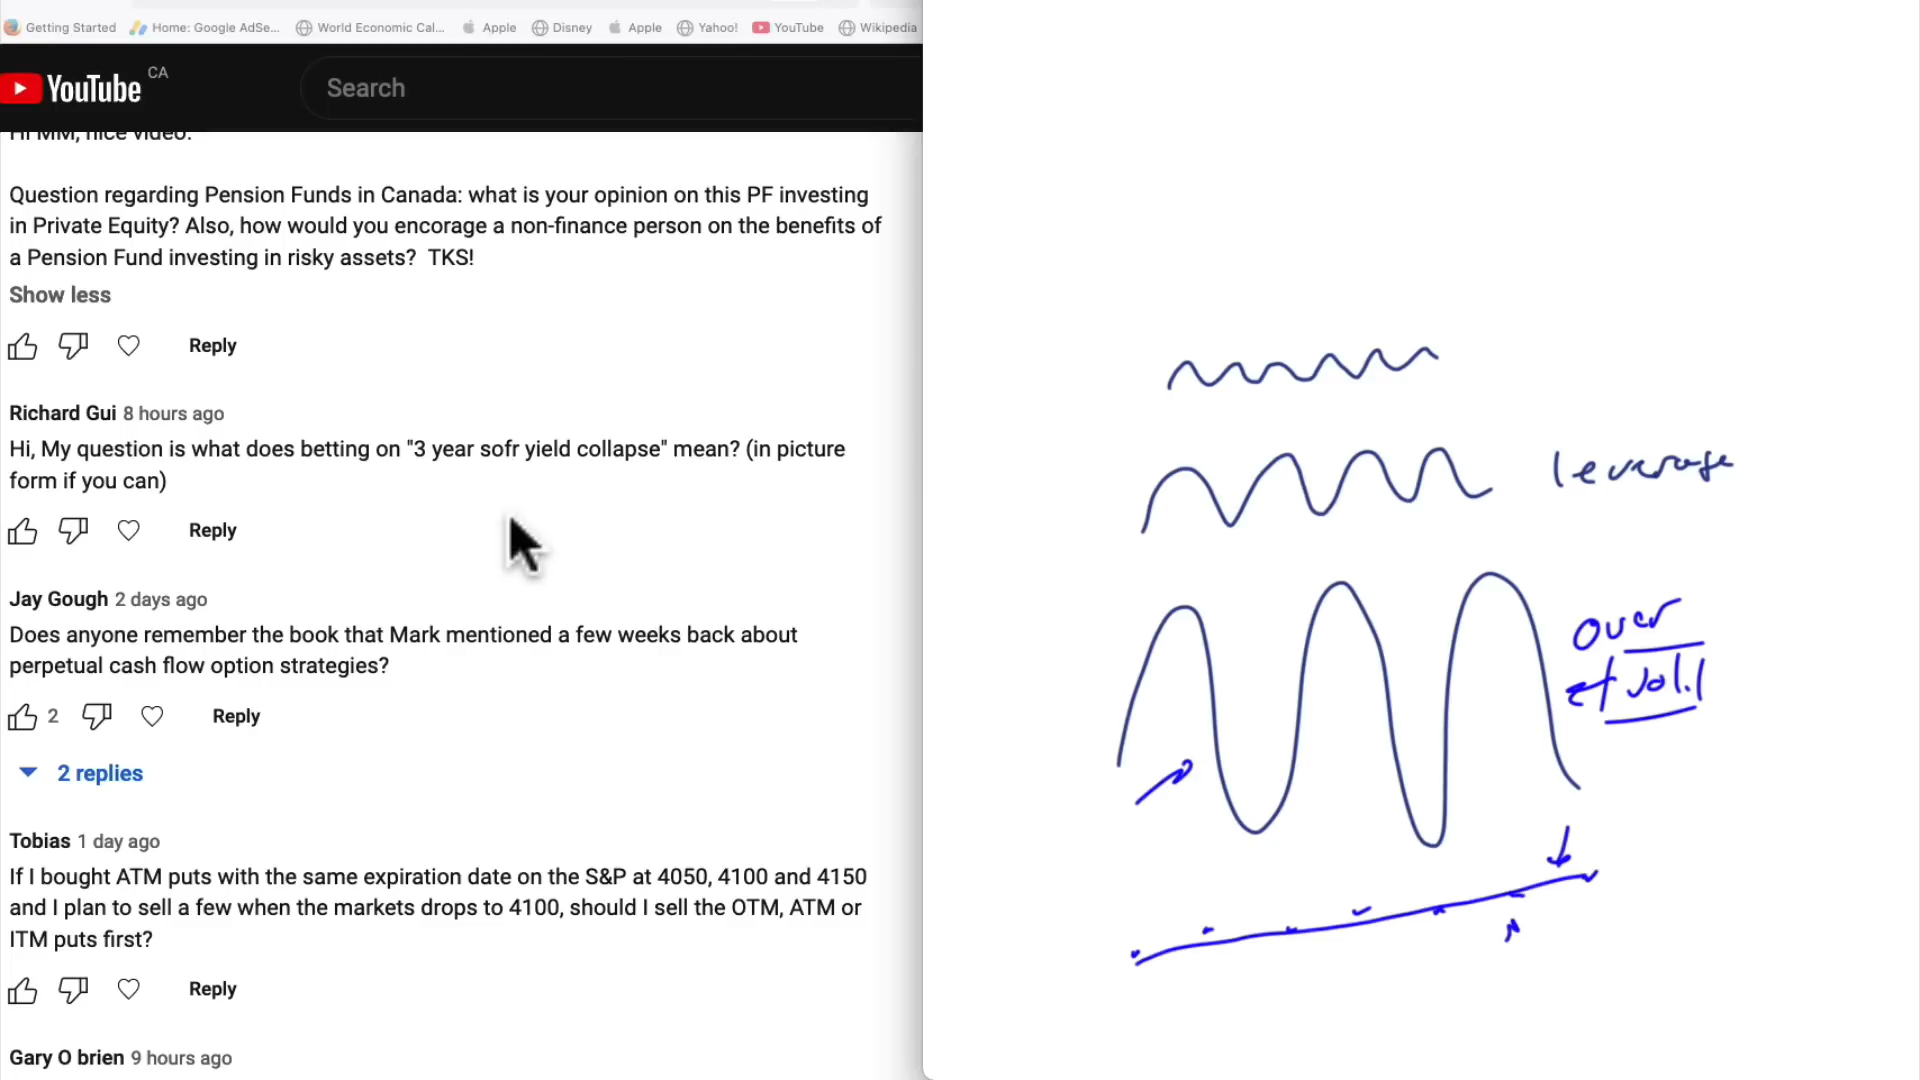 Getting Started
Home: Google AdSe...
World Economic Cal...
Apple
Disney
Apple
Yahoo!
YouTube
Wikipedia
YouTube CA
Search
Hi MM, nice video.
Question regarding Pension Funds in Canada: what is your opinion on this PF investing
in Private Equity? Also, how would you encorage a non-finance person on the benefits of
a Pension Fund investing in risky assets? TKS!
Show less
Reply
Richard Gui 8 hours ago
Hi, My question is what does betting on "3 year sofr yield collapse" mean? (in picture
form if you can)
Reply
Jay Gough 2 days ago
Does anyone remember the book that Mark mentioned a few weeks back about
perpetual cash flow option strategies?
2
Reply
2 replies
Tobias 1 day ago
If I bought ATM puts with the same expiration date on the S&P at 4050, 4100 and 4150
and I plan to sell a few when the markets drops to 4100, should I sell the OTM, ATM or
ITM puts first?
Reply
Gary O brien 9 hours ago
leverage
over
vol.